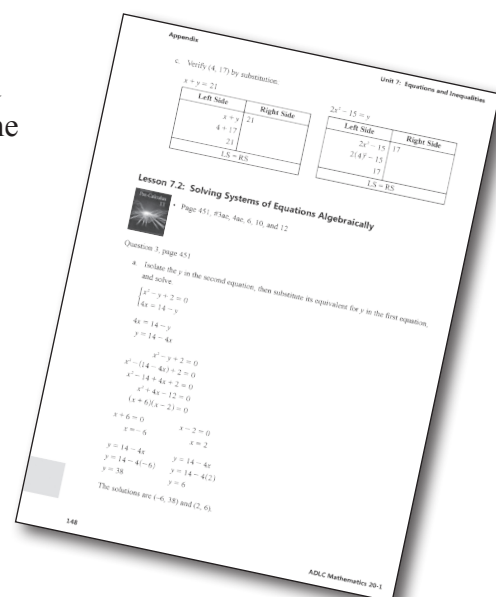 ne
Appendix
Unit 7: Equations and Inequalities
c. Verify (4, 17) by substitution.
x + y = 21
Left Side Right Side
x + y 21
4 + 17
21
LS = RS
2x² − 15 = y
Left Side Right Side
2x² − 15 17
2(4)² − 15
17
LS = RS
Lesson 7.2: Solving Systems of Equations Algebraically
Pre-Calculus
11
• Page 451, #3ae, 4ae, 6, 10, and 12
Question 3, page 451
a. Isolate the y in the second equation, then substitute its equivalent for y in the first equation,
and solve.
x² − y + 2 = 0
4x = 14 − y
4x = 14 − y
y = 14 − 4x
x² − y + 2 = 0
x² − (14 − 4x) + 2 = 0
x² − 14 + 4x + 2 = 0
x² + 4x − 12 = 0
(x + 6)(x − 2) = 0
x + 6 = 0 x − 2 = 0
x = −6 x = 2
y = 14 − 4x y = 14 − 4x
y = 14 − 4(−6) y = 14 − 4(2)
y = 38 y = 6
The solutions are (−6, 38) and (2, 6).
148
ADLC Mathematics 20-1